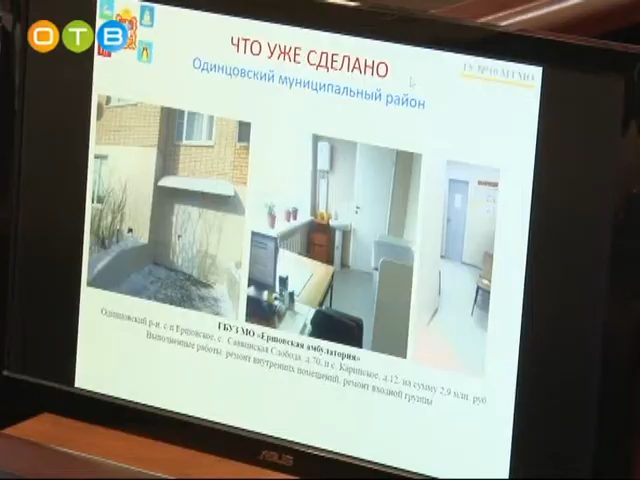 ОТВ
ЧТО УЖЕ СДЕЛАНО
Одинцовский муниципальный район
ГБУЗ МО «Ершовская амбулатория»
Одинцовский р-н, с/п Ершовское, с. Саввинская Слобода, д.70, и с. Каринское, д.12, на сумму 2,9 млн. руб
Выполненные работы: ремонт внутренних помещений, ремонт входной группы
ASUS